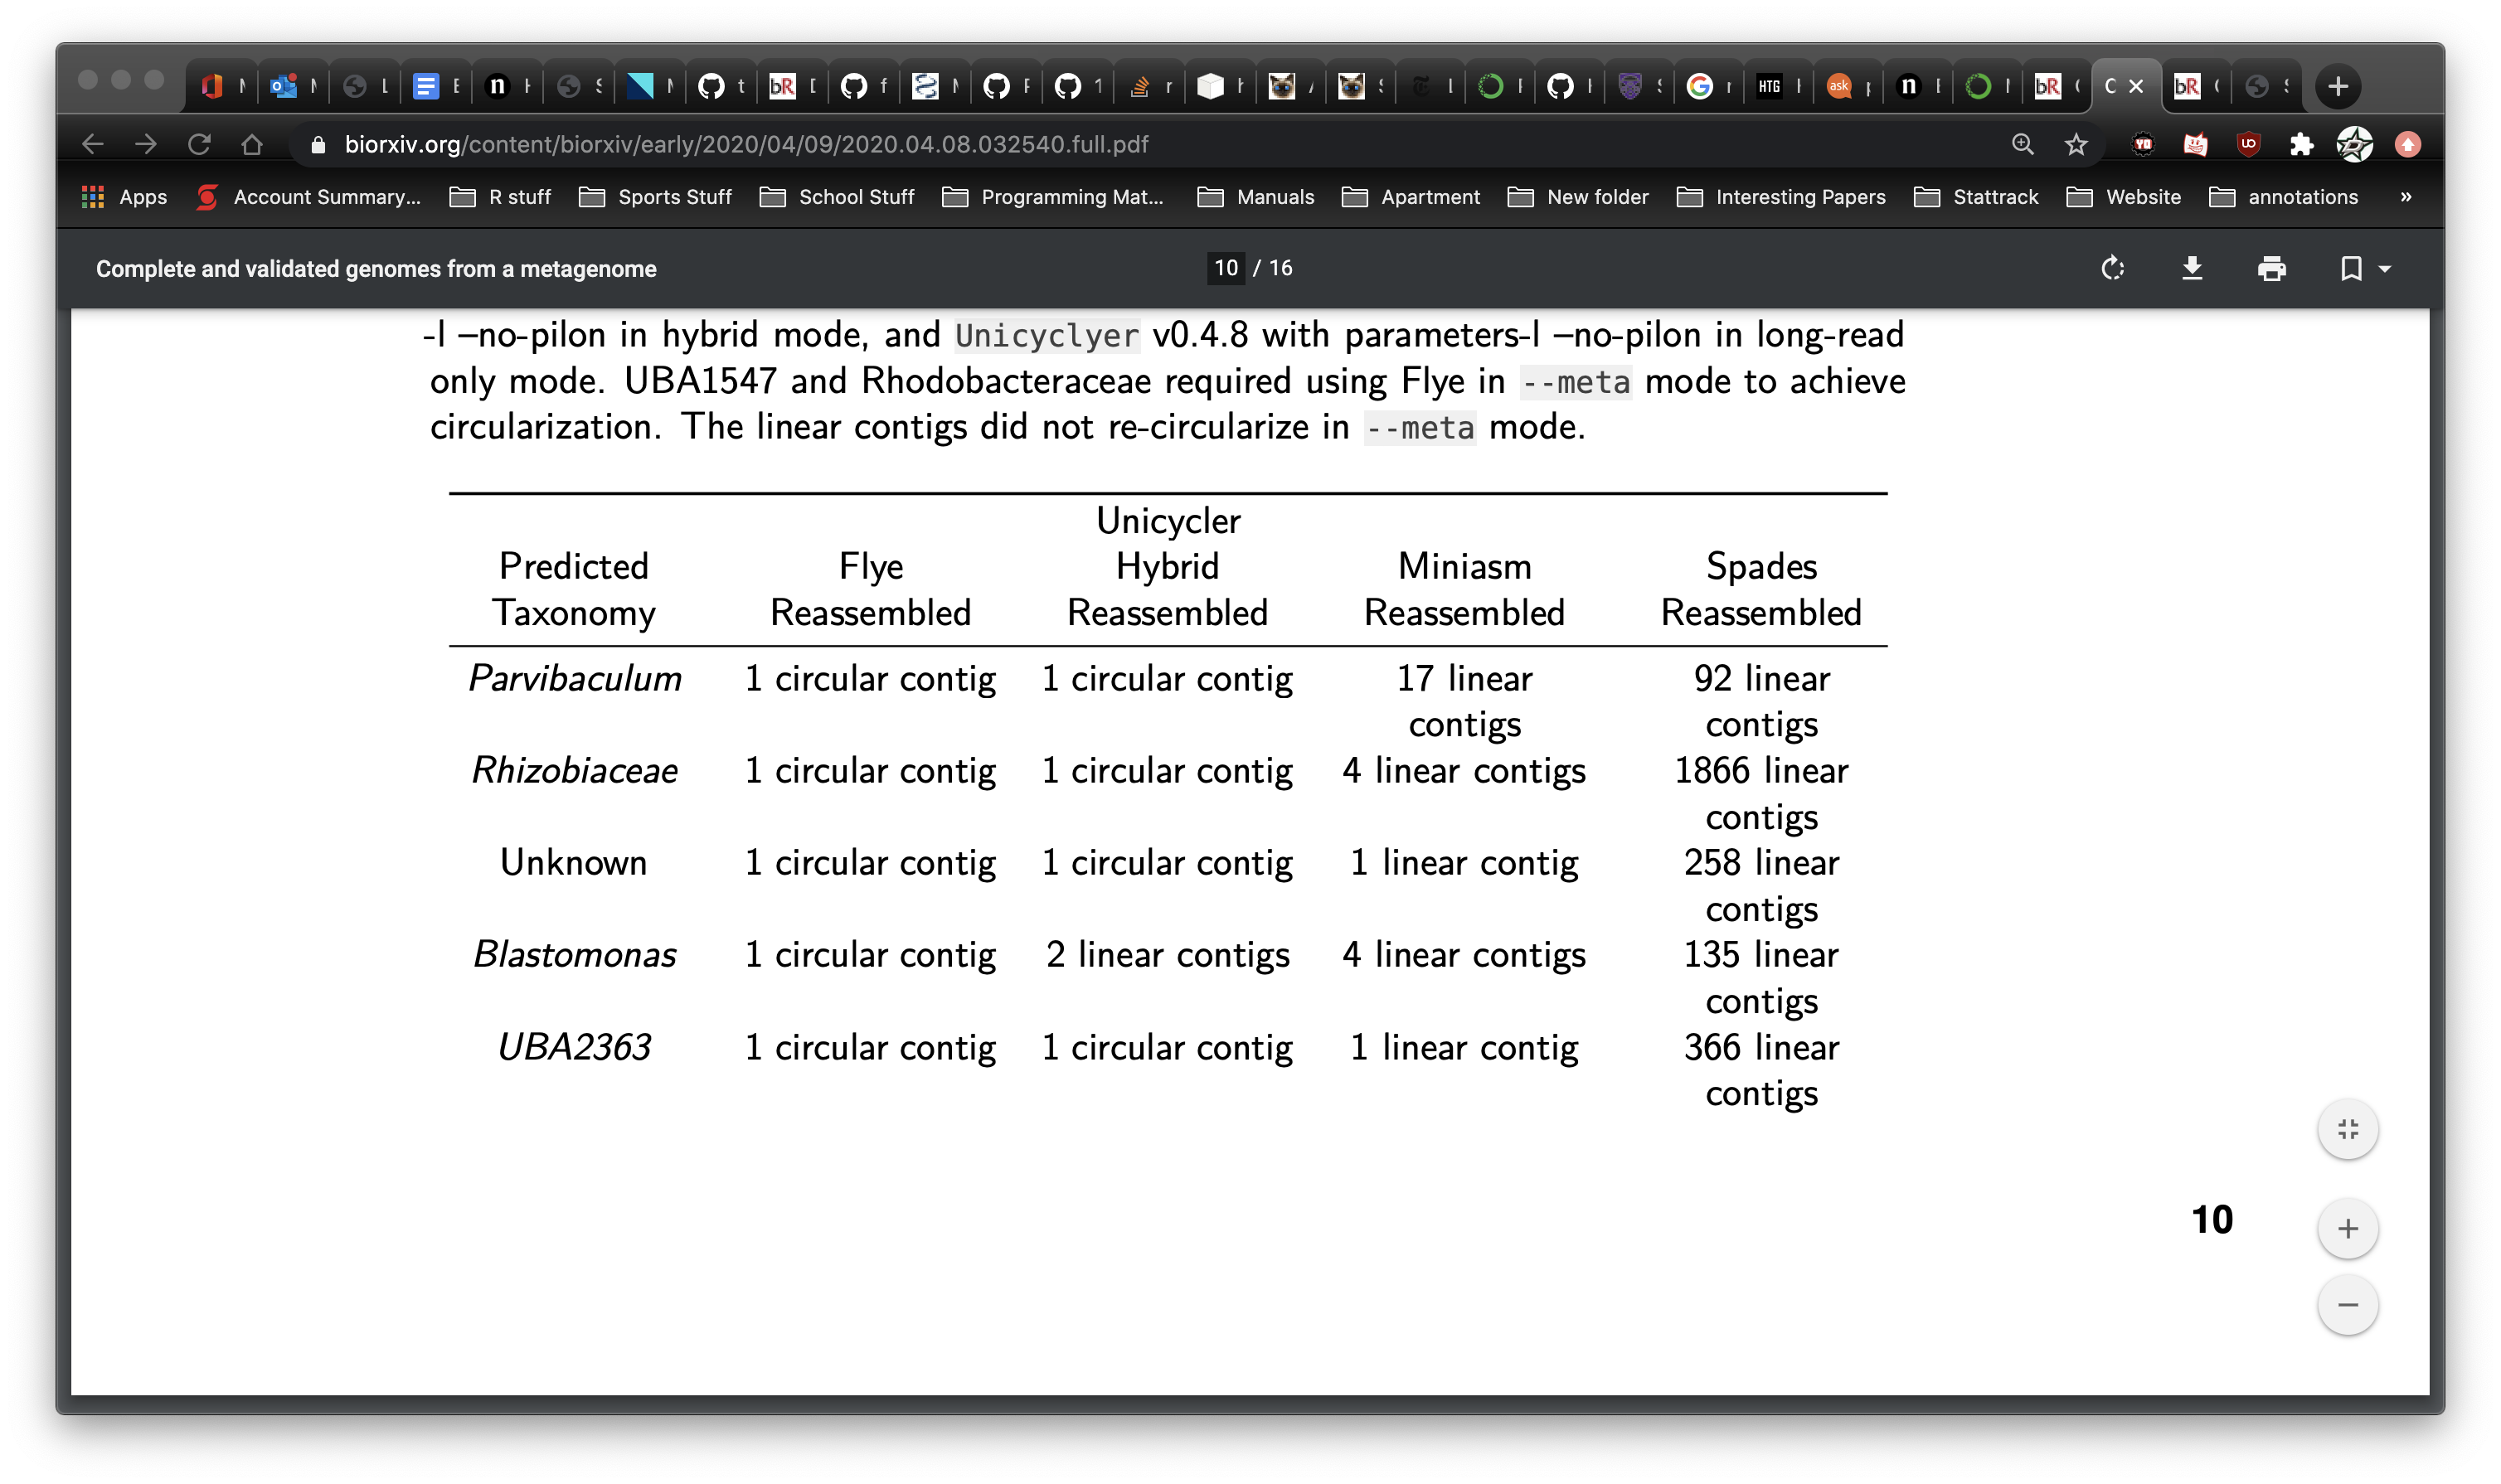 N
N
L
E
n
H
S
N
t
bR
D
f
N
F
1
r
h
A
S
T
L
F
H
S
G
r
HTG
H
ask
p
n
E
N
bR
C
bR
S
biorxiv.org/content/biorxiv/early/2020/04/09/2020.04.08.032540.full.pdf
YQ
UD
Apps
Account Summary...
R stuff
Sports Stuff
School Stuff
Programming Mat...
Manuals
Apartment
New folder
Interesting Papers
Stattrack
Website
annotations
»
Complete and validated genomes from a metagenome
10 / 16
-l –no-pilon in hybrid mode, and Unicyclyer v0.4.8 with parameters-l –no-pilon in long-read
only mode. UBA1547 and Rhodobacteraceae required using Flye in --meta mode to achieve
circularization. The linear contigs did not re-circularize in --meta mode.
Unicycler
Predicted Flye Hybrid Miniasm Spades
Taxonomy Reassembled Reassembled Reassembled Reassembled
Parvibaculum 1 circular contig 1 circular contig 17 linear 92 linear
contigs contigs
Rhizobiaceae 1 circular contig 1 circular contig 4 linear contigs 1866 linear
contigs
Unknown 1 circular contig 1 circular contig 1 linear contig 258 linear
contigs
Blastomonas 1 circular contig 2 linear contigs 4 linear contigs 135 linear
contigs
UBA2363 1 circular contig 1 circular contig 1 linear contig 366 linear
contigs
10